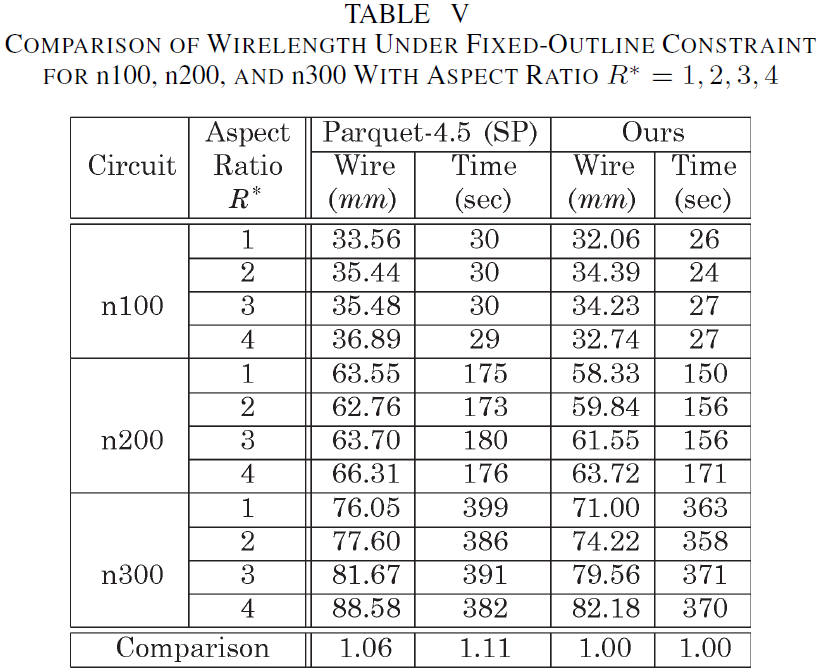 TABLE V
COMPARISON OF WIRELENGTH UNDER FIXED-OUTLINE CONSTRAINT
FOR n100, n200, AND n300 WITH ASPECT RATIO R* = 1, 2, 3, 4
Circuit Aspect Ratio R* Parquet-4.5 (SP) Ours
Wire (mm) Time (sec) Wire (mm) Time (sec)
n100 1 33.56 30 32.06 26
2 35.44 30 34.39 24
3 35.48 30 34.23 27
4 36.89 29 32.74 27
n200 1 63.55 175 58.33 150
2 62.76 173 59.84 156
3 63.70 180 61.55 156
4 66.31 176 63.72 171
n300 1 76.05 399 71.00 363
2 77.60 386 74.22 358
3 81.67 391 79.56 371
4 88.58 382 82.18 370
Comparison 1.06 1.11 1.00 1.00